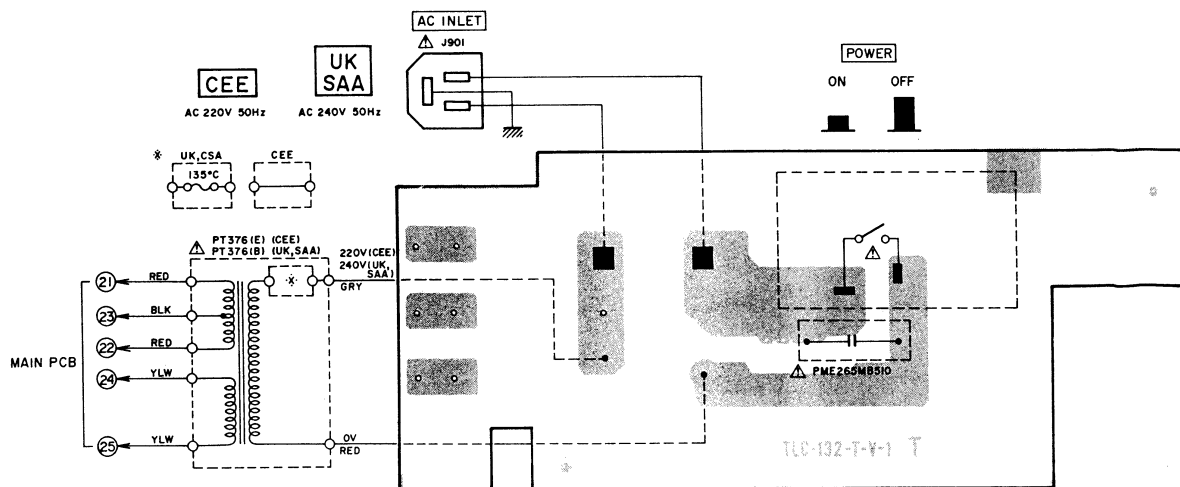 AC INLET
⚠ J901
CEE
AC 220V 50Hz
UK
SAA
AC 240V 50Hz
POWER
ON OFF
※ UK,CSA
135°C
CEE
⚠ PT376(E) (CEE)
PT376(B) (UK,SAA)
220V(CEE)
240V(UK,
SAA)
GRY
※
21 RED
23 BLK
22 RED
MAIN PCB
24 YLW
25 YLW
0V
RED
⚠
⚠ PME265MB510
TLC-132-T-V-1 T